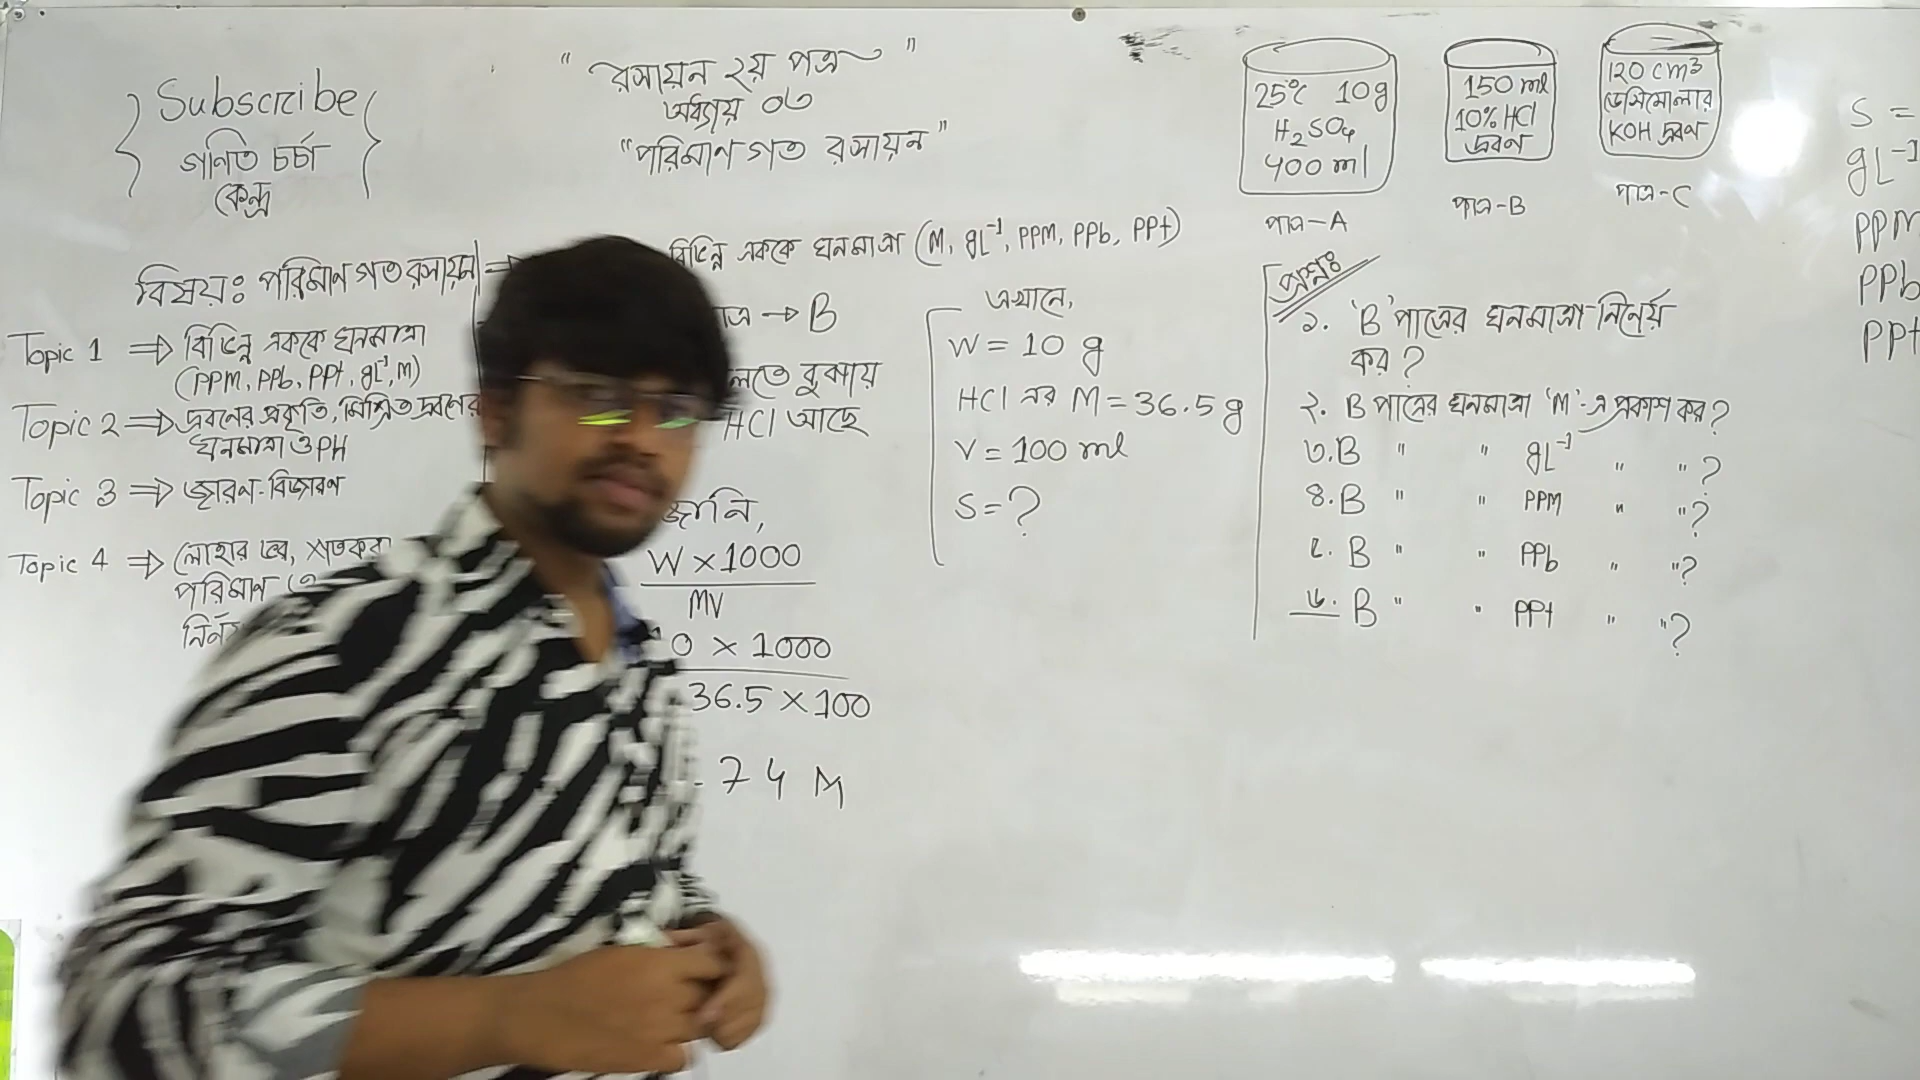 Subscribe
গণিত চর্চা
কেন্দ্র
" রসায়ন ২য় পত্র "
অধ্যায় ০৩
"পরিমাণগত রসায়ন"
25°C 10g
H₂SO₄
400 ml
পাত্র-A
150 ml
10% HCl
দ্রবণ
পাত্র-B
120 cm³
ডেসিমোলার
KOH দ্রবণ
পাত্র-C
S =
gL⁻¹
PPM
PPb
PPt
বিষয়ঃ পরিমাণগত রসায়ন
Topic 1 ⇒ বিভিন্ন এককে ঘনমাত্রা
(PPM, PPb, PPt, gL⁻¹, M)
Topic 2 ⇒ দ্রবণের প্রকৃতি, মিশ্রিত দ্রবণের
ঘনমাত্রা ও PH
Topic 3 ⇒ জারণ-বিজারণ
Topic 4 ⇒ লোহার ভর, শতকরা
পরিমাণ
⇒ বিভিন্ন এককে ঘনমাত্রা (M, gL⁻¹, PPM, PPb, PPt)
→ B
বুঝায়
HCl আছে
জানি,
W × 1000
MV
0 × 1000
36.5 × 100
.74 M
এখানে,
W = 10 g
HCl এর M = 36.5 g
V = 100 ml
S = ?
প্রশ্নঃ
১. 'B' পাত্রের ঘনমাত্রা নির্ণয়
কর ?
২. B পাত্রের ঘনমাত্রা 'M'-এ প্রকাশ কর ?
৩. B " " gL⁻¹ " " ?
৪. B " " PPM " " ?
৫. B " " PPb " " ?
৬. B " " PPt " " ?